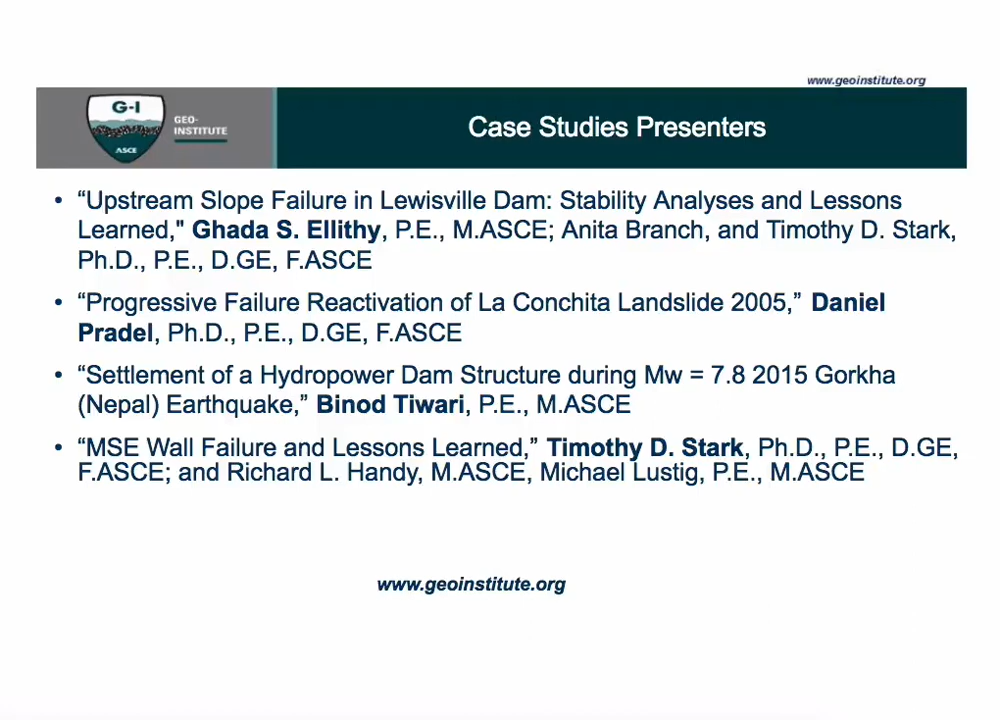 www.geoinstitute.org
G-I
GEO-
INSTITUTE
ASCE
Case Studies Presenters
• “Upstream Slope Failure in Lewisville Dam: Stability Analyses and Lessons
Learned," Ghada S. Ellithy, P.E., M.ASCE; Anita Branch, and Timothy D. Stark,
Ph.D., P.E., D.GE, F.ASCE
• “Progressive Failure Reactivation of La Conchita Landslide 2005,” Daniel
Pradel, Ph.D., P.E., D.GE, F.ASCE
• “Settlement of a Hydropower Dam Structure during Mw = 7.8 2015 Gorkha
(Nepal) Earthquake,” Binod Tiwari, P.E., M.ASCE
• “MSE Wall Failure and Lessons Learned,” Timothy D. Stark, Ph.D., P.E., D.GE,
F.ASCE; and Richard L. Handy, M.ASCE, Michael Lustig, P.E., M.ASCE
www.geoinstitute.org